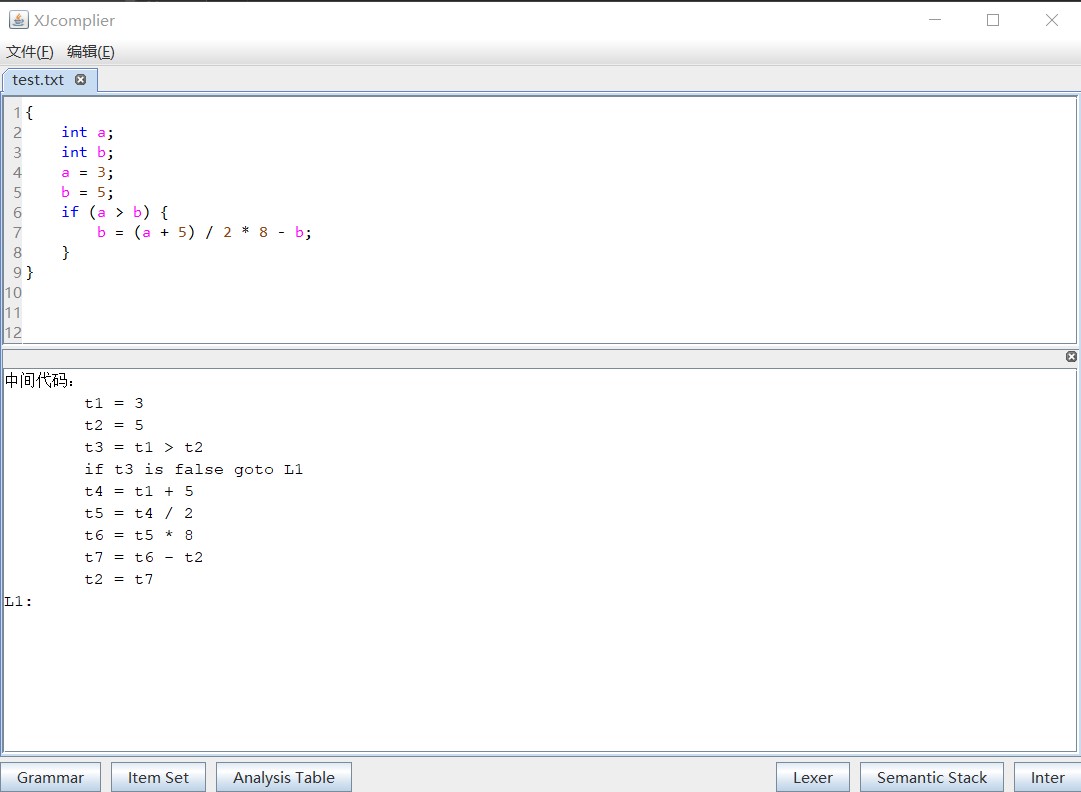 XJcomplier
文件(F) 编辑(E)
test.txt
1 {
2     int a;
3     int b;
4     a = 3;
5     b = 5;
6     if (a > b) {
7         b = (a + 5) / 2 * 8 - b;
8     }
9 }
10
11
12
中间代码：
t1 = 3
t2 = 5
t3 = t1 > t2
if t3 is false goto L1
t4 = t1 + 5
t5 = t4 / 2
t6 = t5 * 8
t7 = t6 - t2
t2 = t7
L1:
Grammar Item Set Analysis Table Lexer Semantic Stack Inter